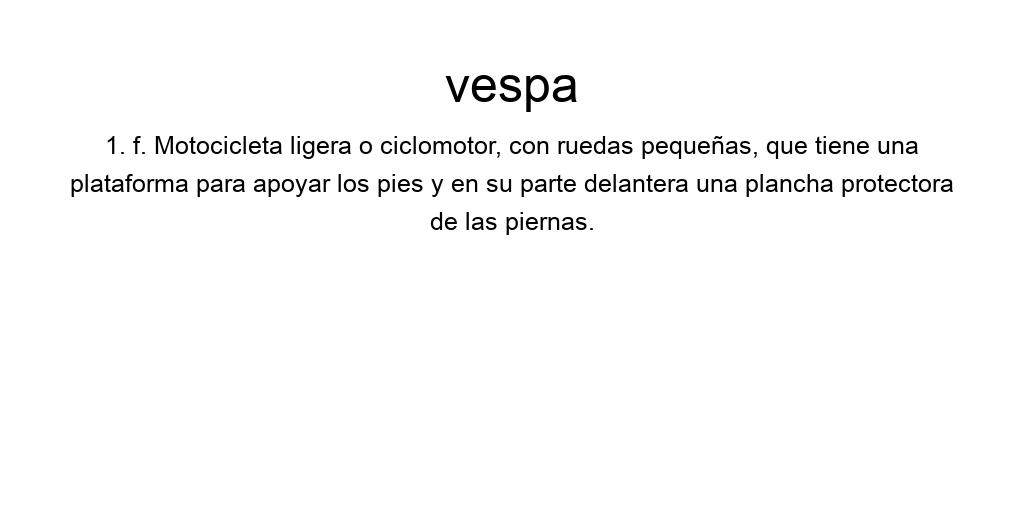 vespa
1. f. Motocicleta ligera o ciclomotor, con ruedas pequeñas, que tiene una
plataforma para apoyar los pies y en su parte delantera una plancha protectora
de las piernas.